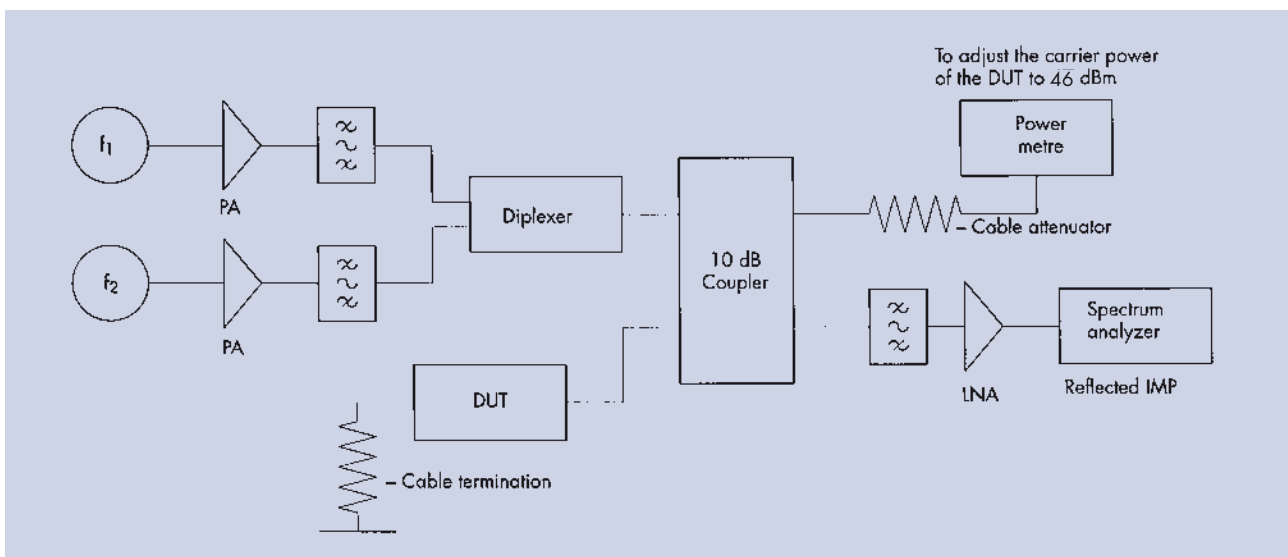 To adjust the carrier power
of the DUT to 46 dBm
Power
metre
f1
PA
Diplexer
– Cable attenuator
10 dB
Coupler
f2
PA
Spectrum
analyzer
LNA
Reflected IMP
DUT
– Cable termination